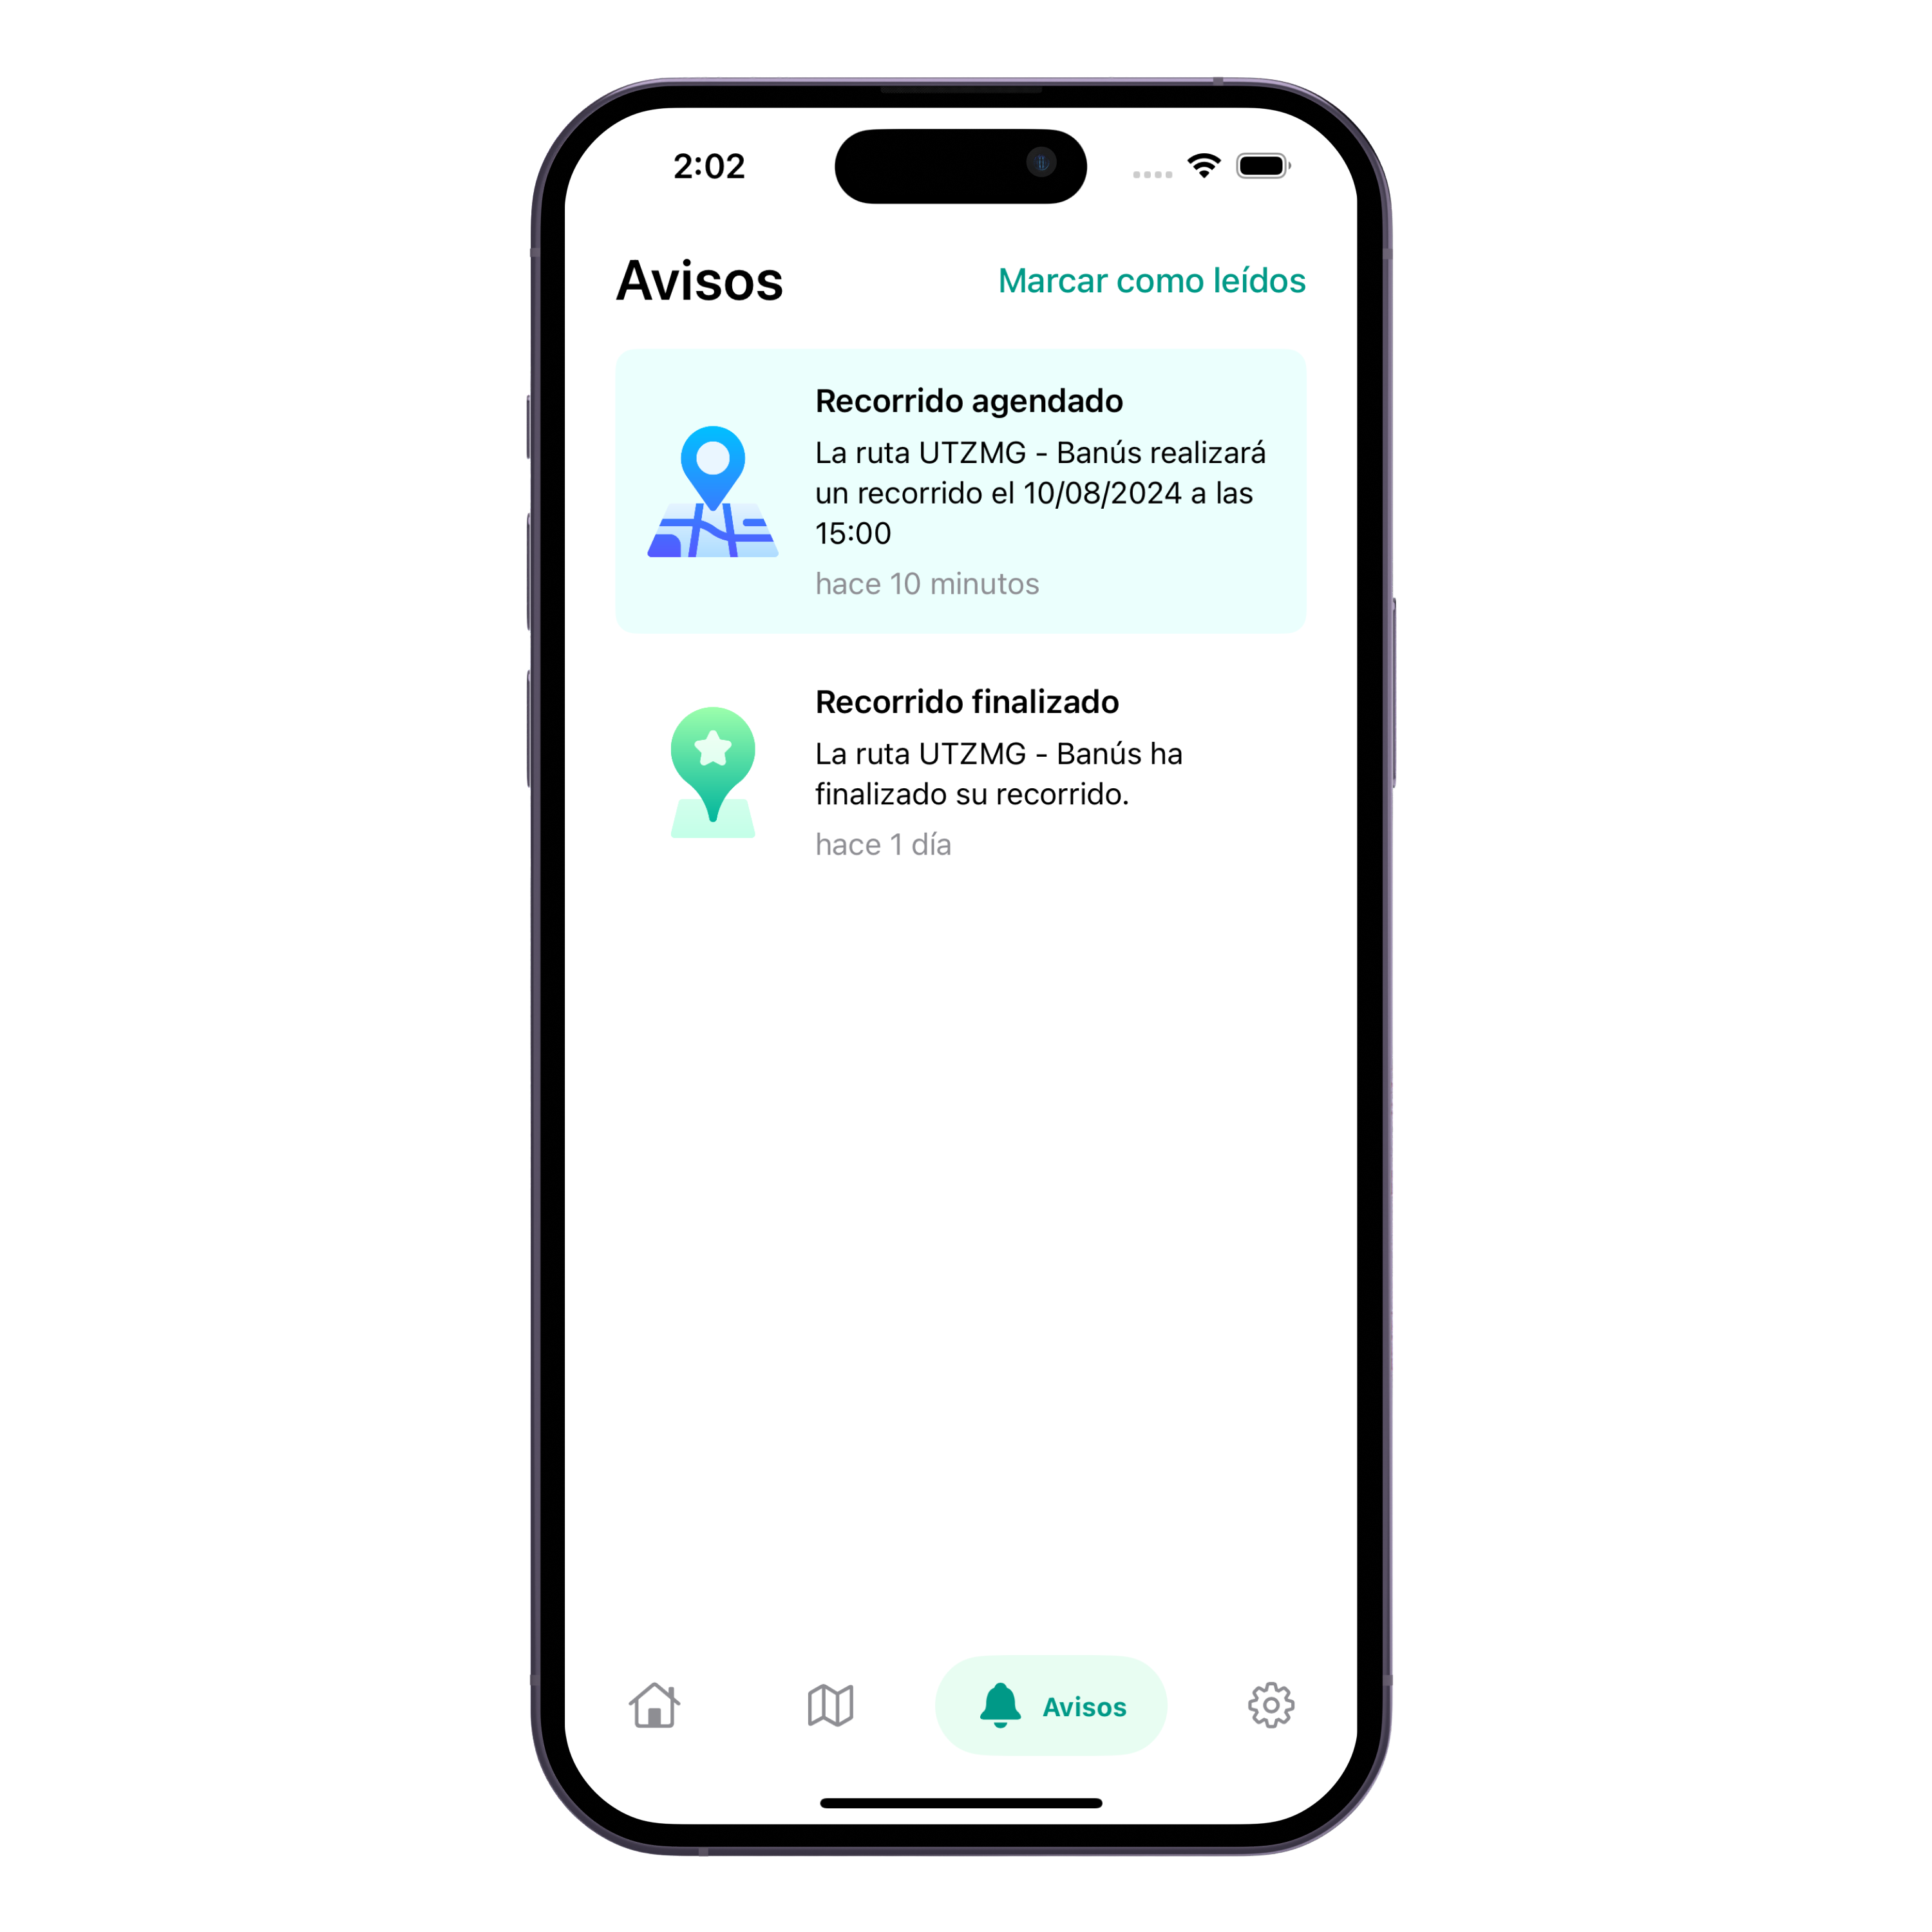 2:02
Avisos
Marcar como leídos
Recorrido agendado
La ruta UTZMG - Banús realizará
un recorrido el 10/08/2024 a las
15:00
hace 10 minutos
Recorrido finalizado
La ruta UTZMG - Banús ha
finalizado su recorrido.
hace 1 día
Avisos